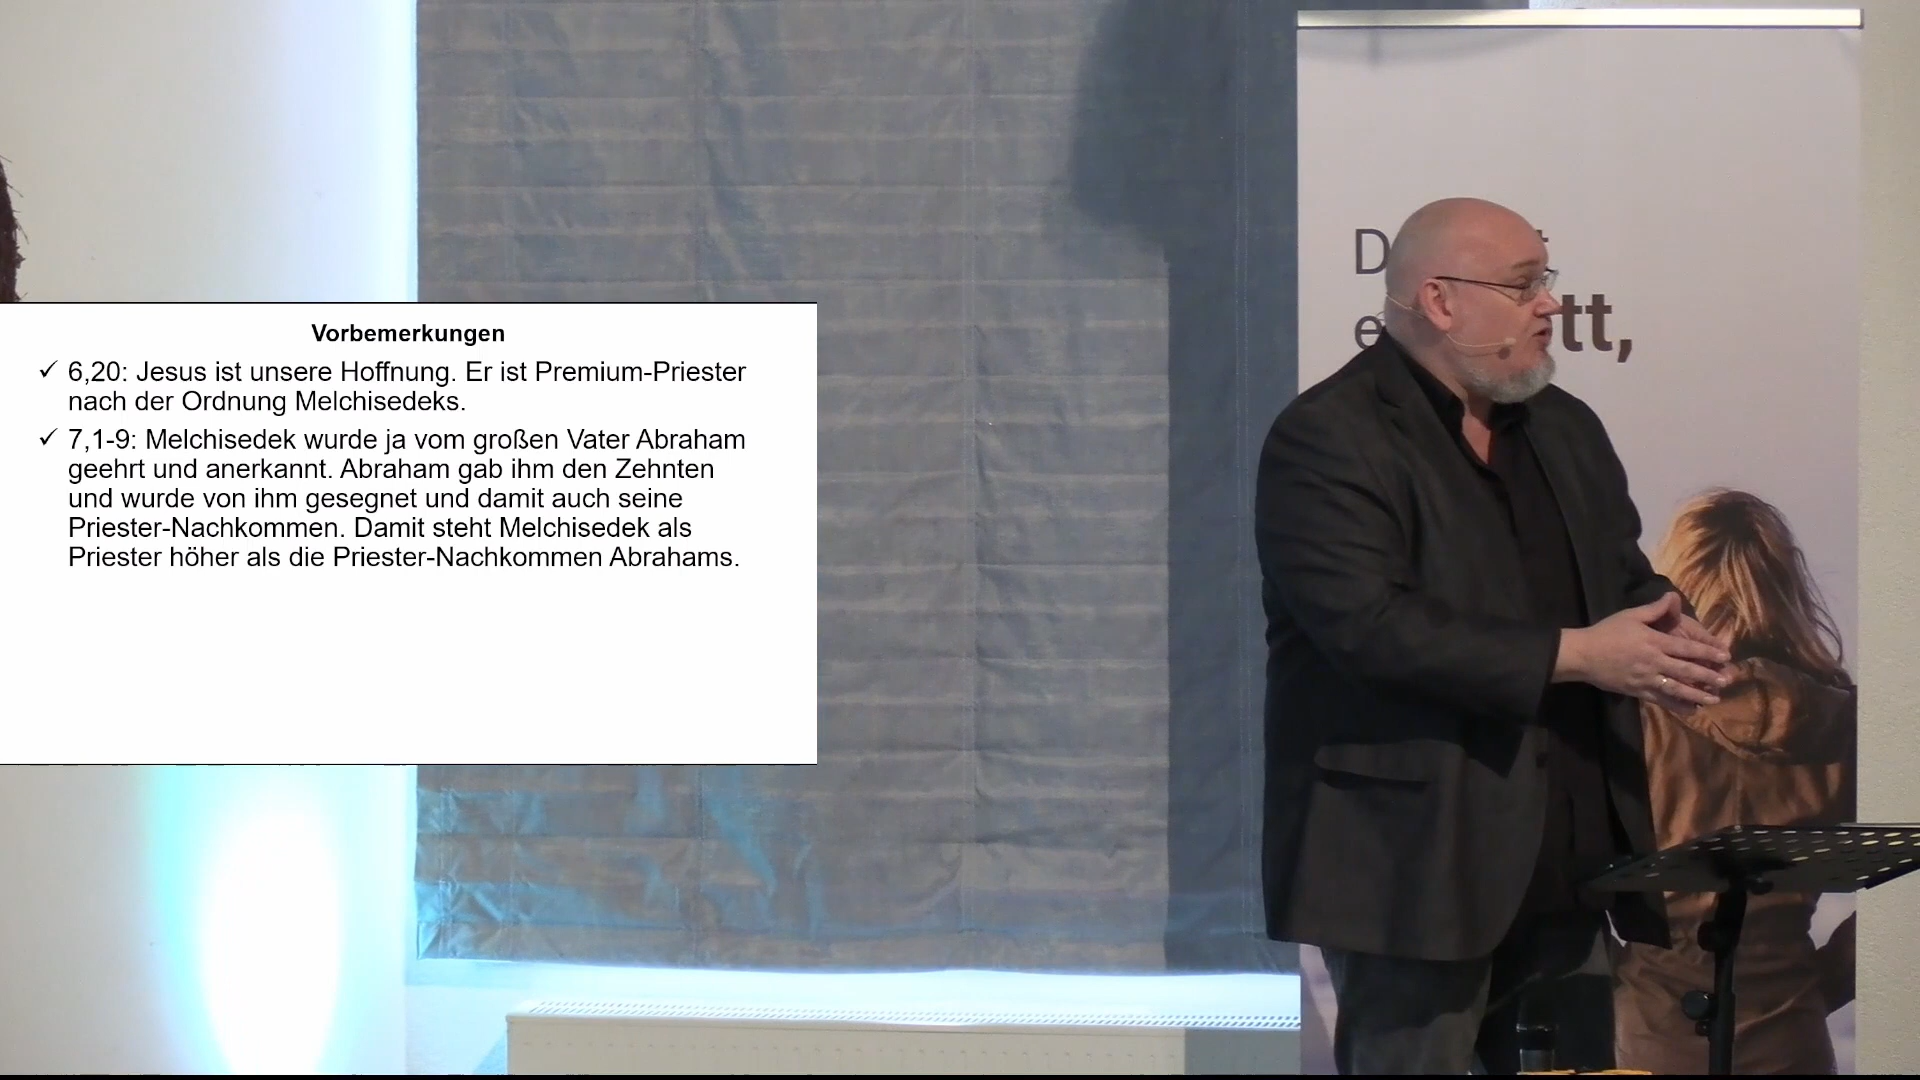 Vorbemerkungen
✓ 6,20: Jesus ist unsere Hoffnung. Er ist Premium-Priester
nach der Ordnung Melchisedeks.
✓ 7,1-9: Melchisedek wurde ja vom großen Vater Abraham
geehrt und anerkannt. Abraham gab ihm den Zehnten
und wurde von ihm gesegnet und damit auch seine
Priester-Nachkommen. Damit steht Melchisedek als
Priester höher als die Priester-Nachkommen Abrahams.